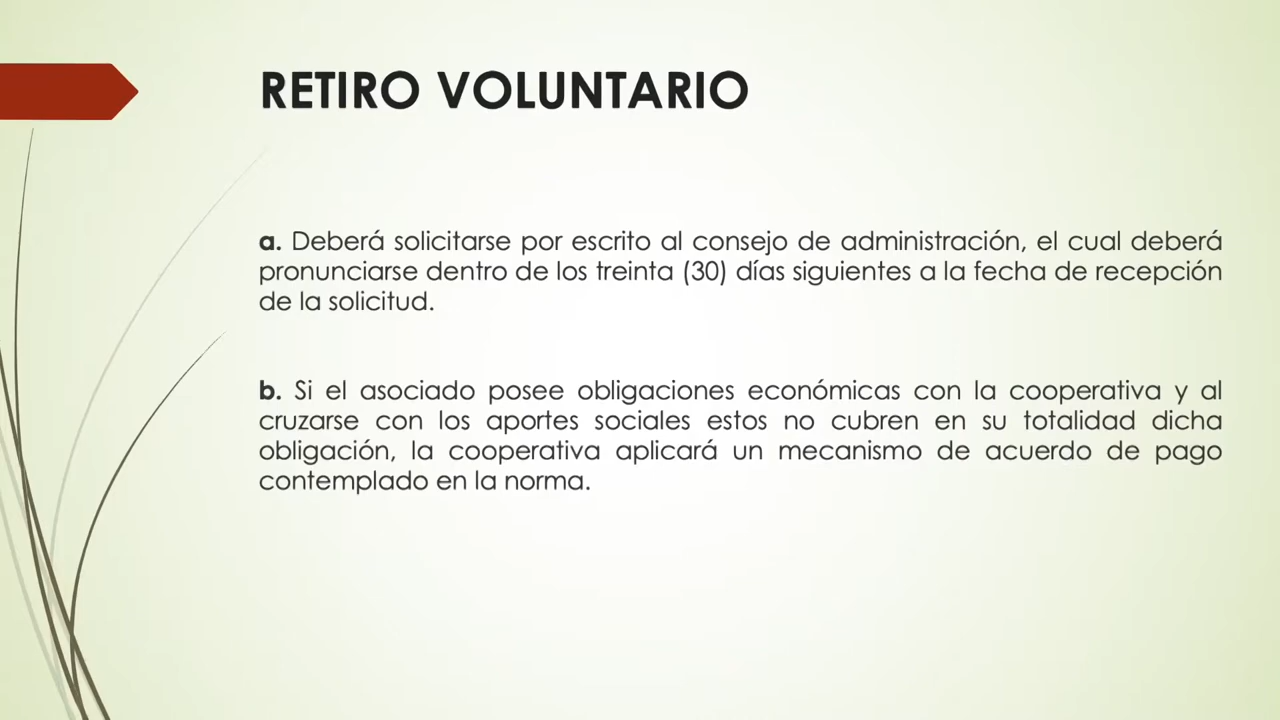 RETIRO VOLUNTARIO
a. Deberá solicitarse por escrito al consejo de administración, el cual deberá
pronunciarse dentro de los treinta (30) días siguientes a la fecha de recepción
de la solicitud.
b. Si el asociado posee obligaciones económicas con la cooperativa y al
cruzarse con los aportes sociales estos no cubren en su totalidad dicha
obligación, la cooperativa aplicará un mecanismo de acuerdo de pago
contemplado en la norma.